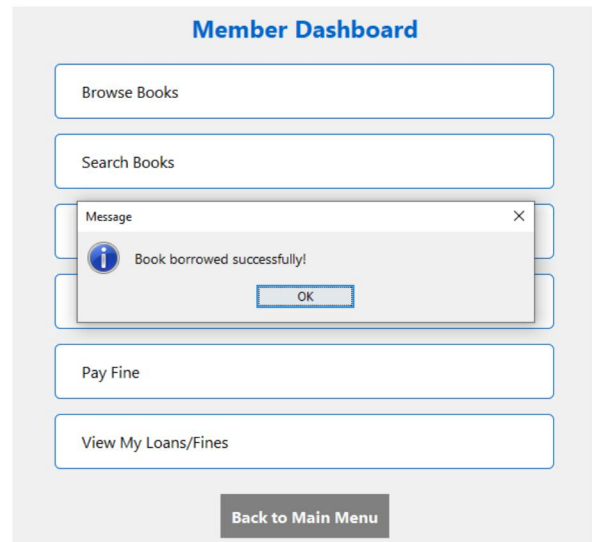 Member Dashboard
Browse Books
Search Books
Message
Book borrowed successfully!
OK
Pay Fine
View My Loans/Fines
Back to Main Menu